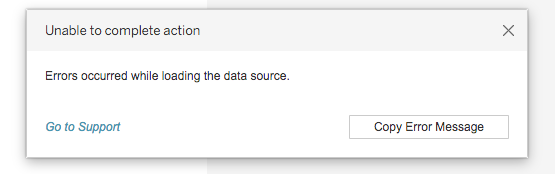 Unable to complete action
Errors occurred while loading the data source.
Go to Support
Copy Error Message